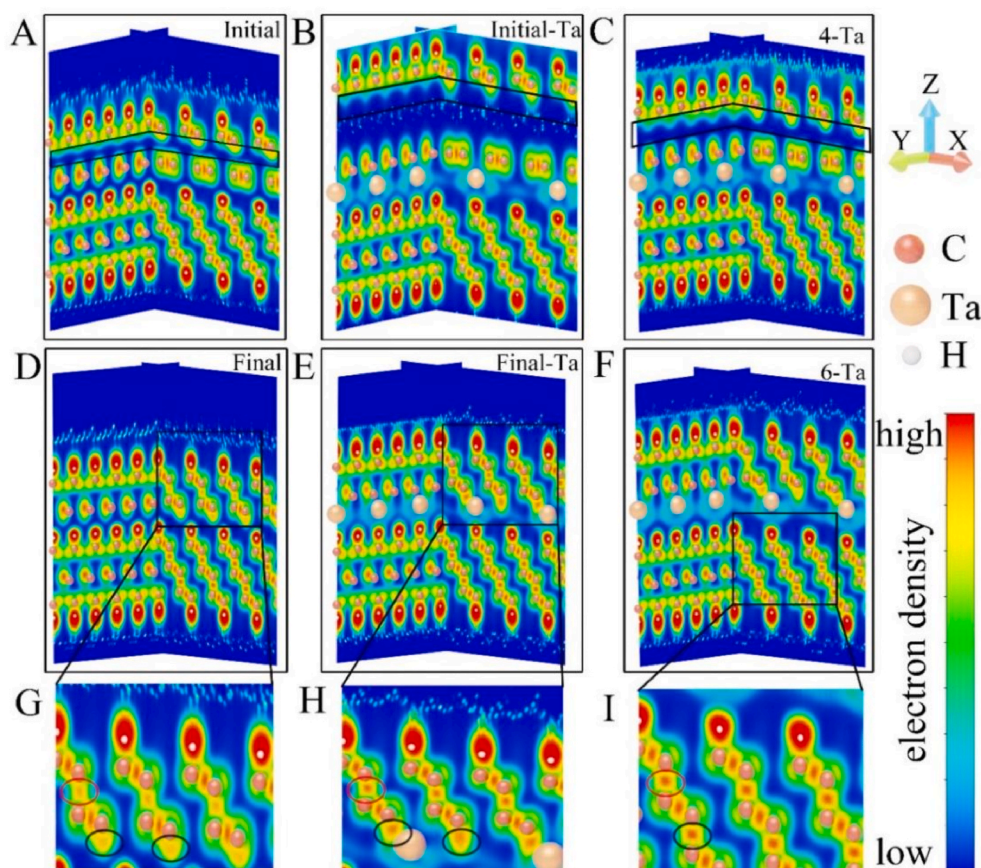 A
Initial
B
Initial-Ta
C
4-Ta
Z
Y
X
C
Ta
H
D
Final
E
Final-Ta
F
6-Ta
high
electron density
low
G
H
I